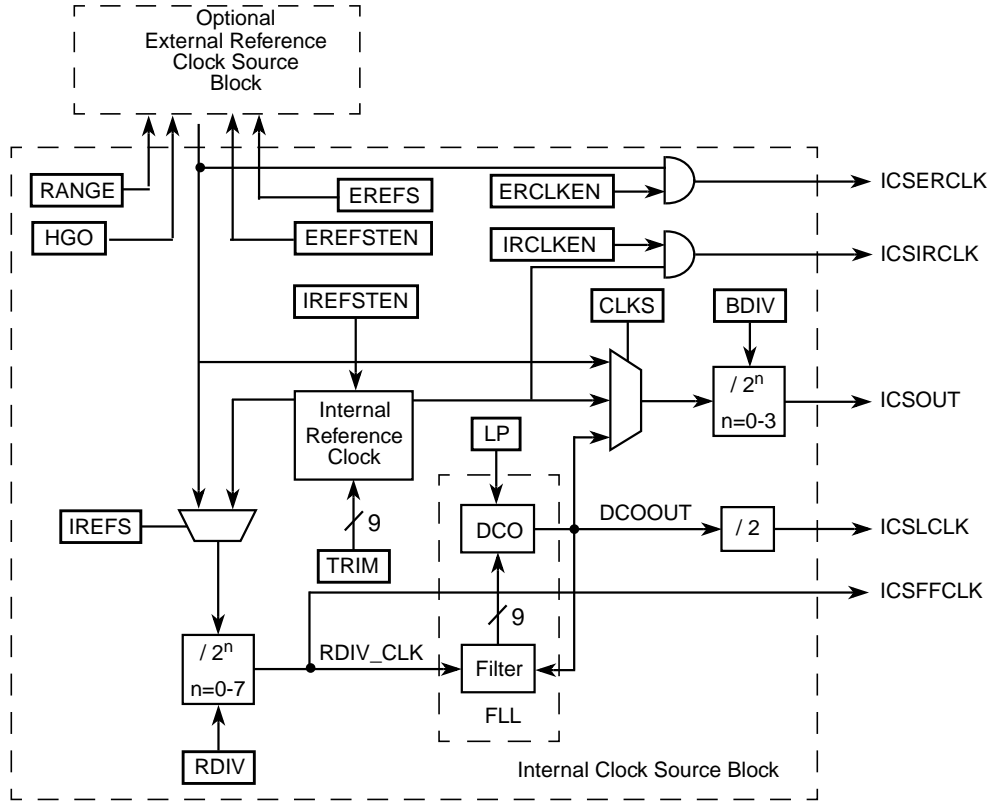 Optional
External Reference
Clock Source
Block
RANGE
HGO
EREFS
EREFSTEN
ERCLKEN
ICSERCLK
IRCLKEN
ICSIRCLK
IREFSTEN
CLKS
BDIV
Internal
Reference
Clock
/ 2n
n=0-3
ICSOUT
LP
IREFS
9
TRIM
DCO
DCOOUT
/ 2
ICSLCLK
ICSFFCLK
9
/ 2n
n=0-7
RDIV_CLK
Filter
FLL
RDIV
Internal Clock Source Block